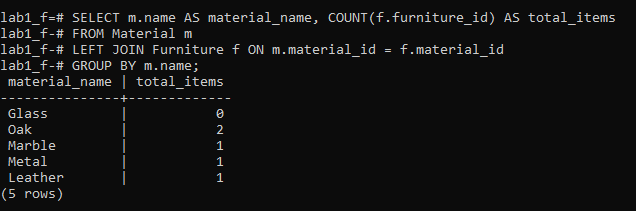 lab1_f=# SELECT m.name AS material_name, COUNT(f.furniture_id) AS total_items
lab1_f-# FROM Material m
lab1_f-# LEFT JOIN Furniture f ON m.material_id = f.material_id
lab1_f-# GROUP BY m.name;
 material_name | total_items
---------------+-------------
 Glass         |           0
 Oak           |           2
 Marble        |           1
 Metal         |           1
 Leather       |           1
(5 rows)